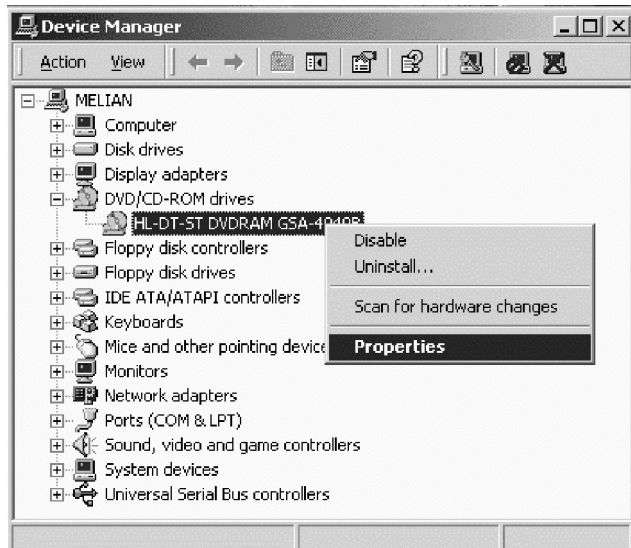 Device Manager
Action View
MELIAN
Computer
Disk drives
Display adapters
DVD/CD-ROM drives
HL-DT-ST DVDRAM GSA-4040B
Disable
Uninstall...
Scan for hardware changes
Properties
Floppy disk controllers
Floppy disk drives
IDE ATA/ATAPI controllers
Keyboards
Mice and other pointing device
Monitors
Network adapters
Ports (COM & LPT)
Sound, video and game controllers
System devices
Universal Serial Bus controllers